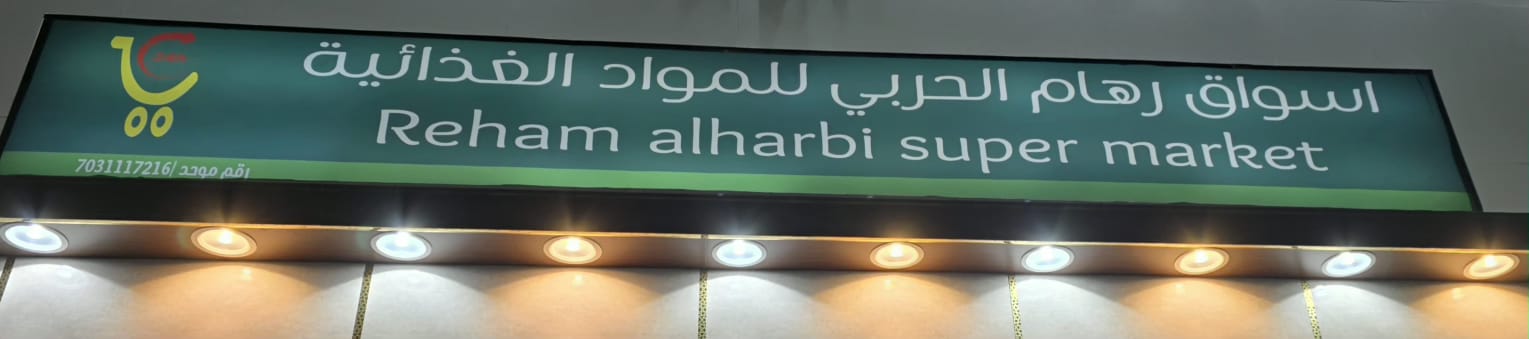 اسواق رهام الحربي للمواد الغذائية
Reham alharbi super market
رقم موحد /7031117216